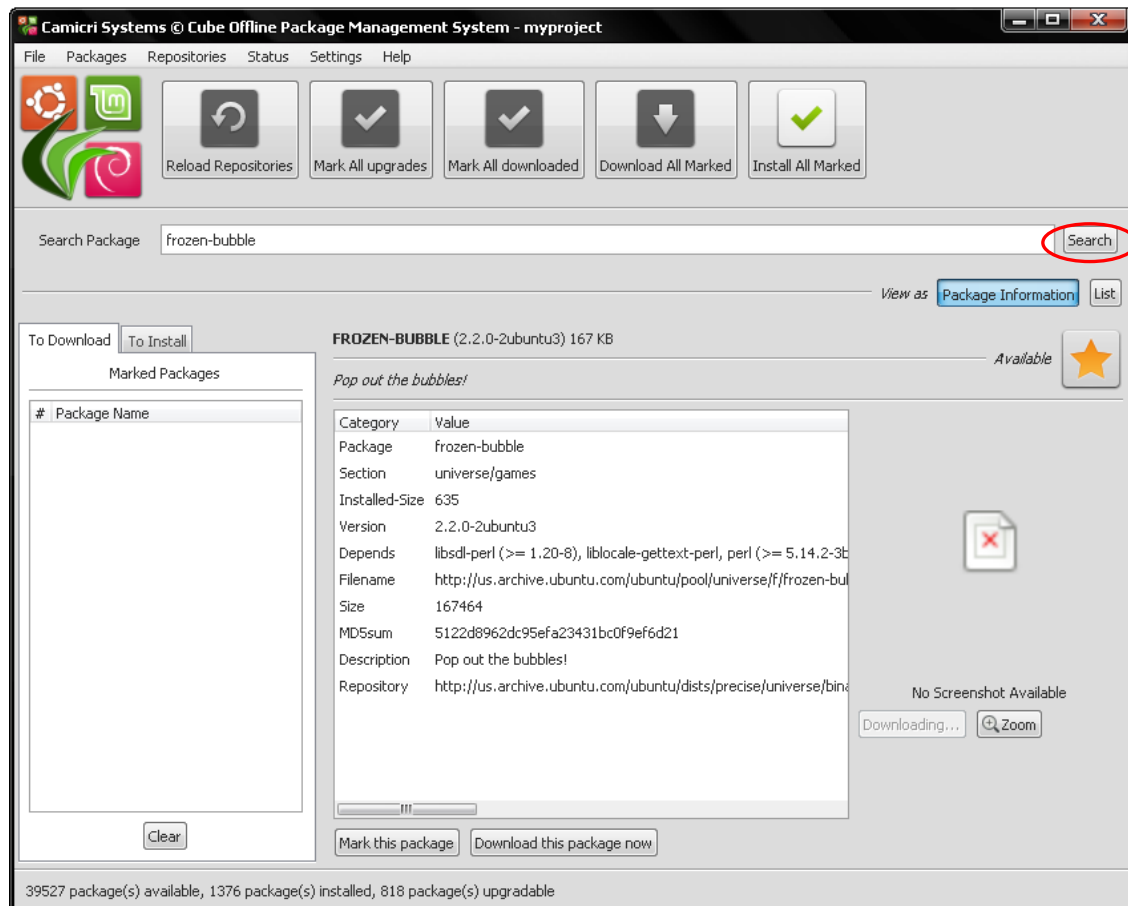 Camicri Systems © Cube Offline Package Management System - myproject
File Packages Repositories Status Settings Help
Reload Repositories Mark All upgrades Mark All downloaded Download All Marked Install All Marked
Search Package frozen-bubble Search
View as Package Information List
To Download To Install
Marked Packages
# Package Name
Clear
FROZEN-BUBBLE (2.2.0-2ubuntu3) 167 KB
Available
Pop out the bubbles!
Category Value
Package frozen-bubble
Section universe/games
Installed-Size 635
Version 2.2.0-2ubuntu3
Depends libsdl-perl (>= 1.20-8), liblocale-gettext-perl, perl (>= 5.14.2-3b
Filename http://us.archive.ubuntu.com/ubuntu/pool/universe/f/frozen-bul
Size 167464
MD5sum 5122d8962dc95efa23431bc0f9ef6d21
Description Pop out the bubbles!
Repository http://us.archive.ubuntu.com/ubuntu/dists/precise/universe/bina
No Screenshot Available
Downloading... Zoom
Mark this package Download this package now
39527 package(s) available, 1376 package(s) installed, 818 package(s) upgradable